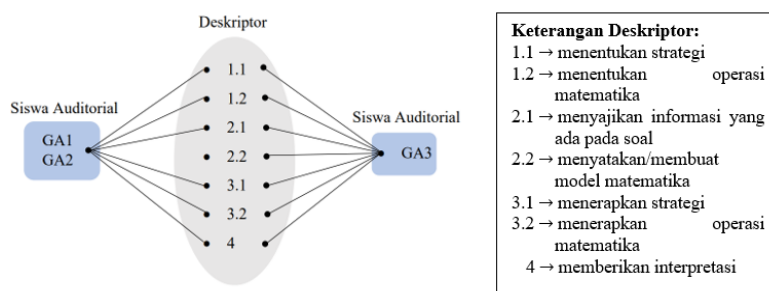 Deskriptor
Siswa Auditorial
GA1
GA2
1.1
1.2
2.1
2.2
3.1
3.2
4
Siswa Auditorial
GA3
Keterangan Deskriptor:
1.1 → menentukan strategi
1.2 → menentukan operasi
matematika
2.1 → menyajikan informasi yang
ada pada soal
2.2 → menyatakan/membuat
model matematika
3.1 → menerapkan strategi
3.2 → menerapkan operasi
matematika
4 → memberikan interpretasi